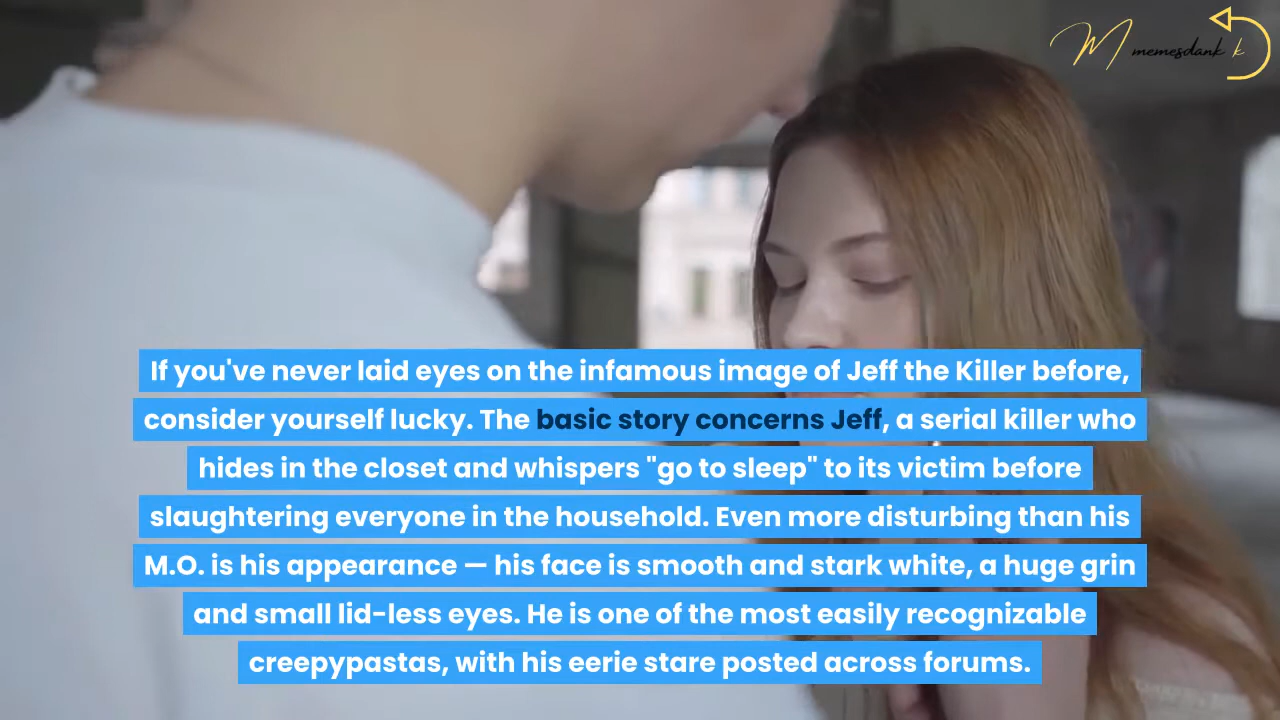 M memesdank k
If you've never laid eyes on the infamous image of Jeff the Killer before,
consider yourself lucky. The basic story concerns Jeff, a serial killer who
hides in the closet and whispers "go to sleep" to its victim before
slaughtering everyone in the household. Even more disturbing than his
M.O. is his appearance — his face is smooth and stark white, a huge grin
and small lid-less eyes. He is one of the most easily recognizable
creepypastas, with his eerie stare posted across forums.